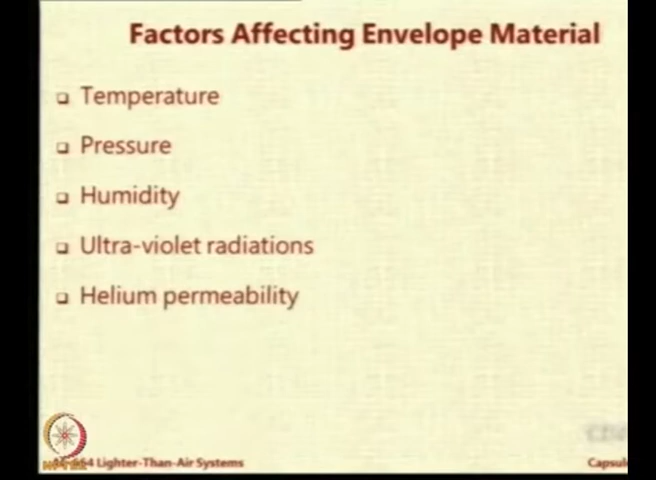 Factors Affecting Envelope Material
Temperature
Pressure
Humidity
Ultra-violet radiations
Helium permeability
Lighter-Than-Air Systems